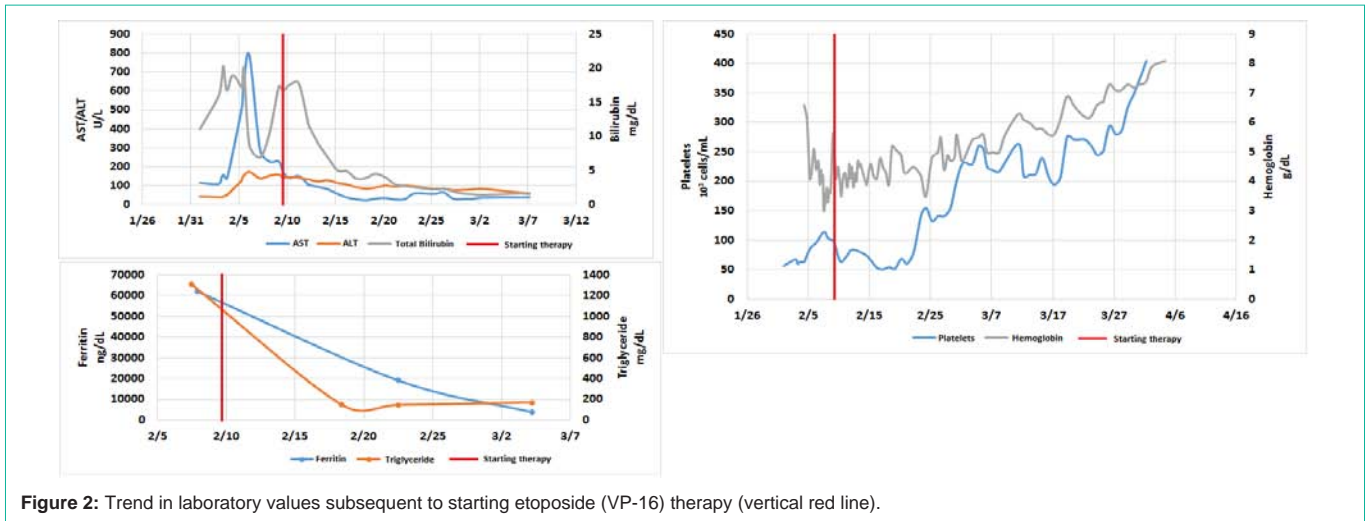 900
800
700
600
500
400
300
200
100
0
AST/ALT
U/L
25
20
15
10
5
0
Bilirubin
mg/dL
1/26 1/31 2/5 2/10 2/15 2/20 2/25 3/2 3/7 3/12
AST ALT Total Bilirubin Starting therapy
70000
60000
50000
40000
30000
20000
10000
0
Ferritin
ng/dL
1400
1200
1000
800
600
400
200
0
Triglyceride
mg/dL
2/5 2/10 2/15 2/20 2/25 3/2 3/7
Ferritin Triglyceride Starting therapy
450
400
350
300
250
200
150
100
50
0
Platelets
10³ cells/mL
9
8
7
6
5
4
3
2
1
0
Hemoglobin
g/dL
1/26 2/5 2/15 2/25 3/7 3/17 3/27 4/6 4/16
Platelets Hemoglobin Starting therapy
Figure 2: Trend in laboratory values subsequent to starting etoposide (VP-16) therapy (vertical red line).